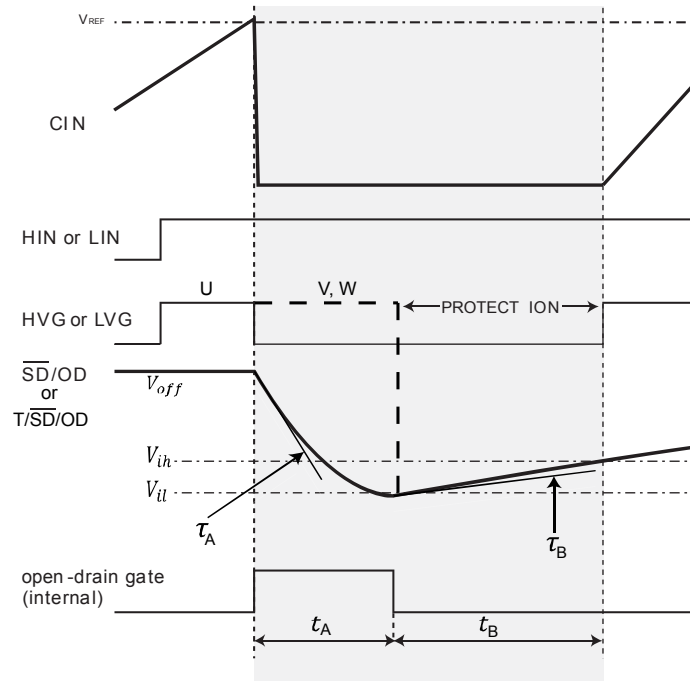 VREF
CIN
HIN or LIN
U
V, W
HVG or LVG
PROTECT ION
SD/OD
or
T/SD/OD
Voff
Vih
Vil
τA
τB
open-drain gate
(internal)
tA
tB